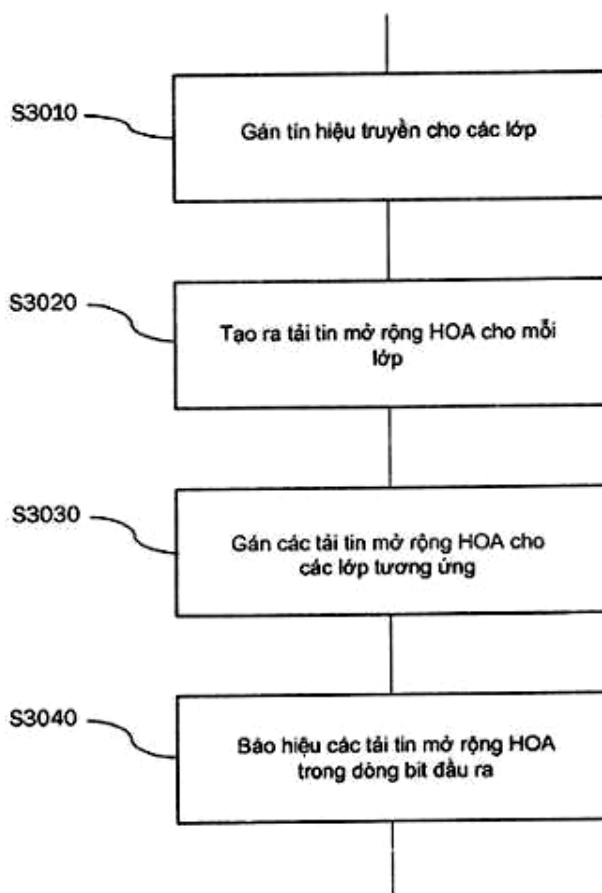 S3010
Gán tín hiệu truyền cho các lớp
S3020
Tạo ra tải tin mở rộng HOA cho mỗi
lớp
S3030
Gán các tải tin mở rộng HOA cho
các lớp tương ứng
S3040
Báo hiệu các tải tin mở rộng HOA
trong dòng bit đầu ra